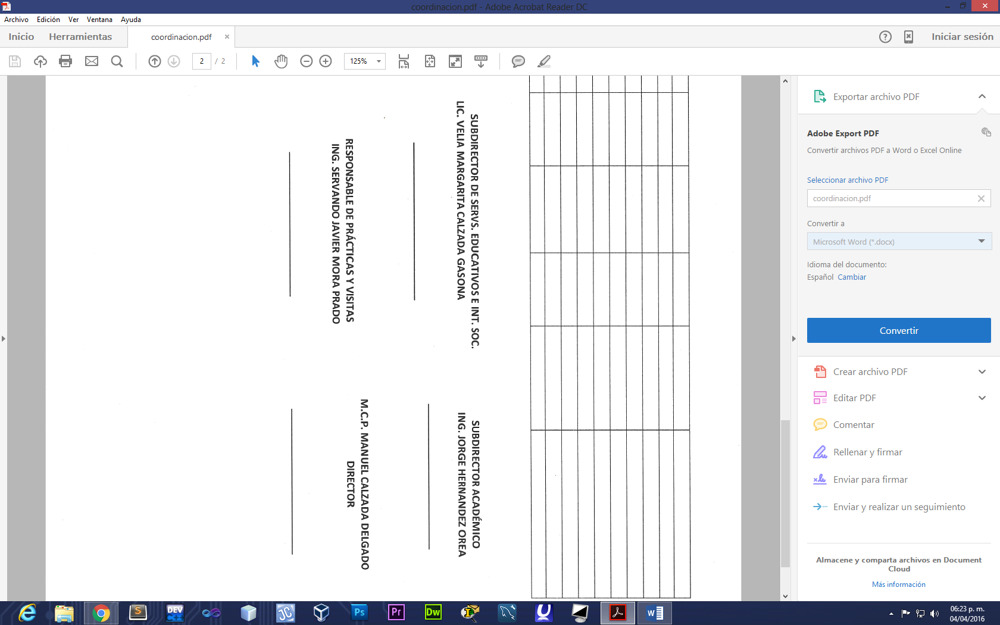 coordinacion.pdf - Adobe Acrobat Reader DC
Archivo Edición Ver Ventana Ayuda
Inicio Herramientas coordinacion.pdf Iniciar sesión
2 / 2 125%
SUBDIRECTOR DE SERVS. EDUCATIVOS E INT. SOC.
LIC. VELIA MARGARITA CALZADA GASONA
SUBDIRECTOR ACADÉMICO
ING. JORGE HERNANDEZ OREA
RESPONSABLE DE PRÁCTICAS Y VISITAS
ING. SERVANDO JAVIER MORA PRADO
M.C.P. MANUEL CALZADA DELGADO
DIRECTOR
Exportar archivo PDF
Adobe Export PDF
Convertir archivos PDF a Word o Excel Online
Seleccionar archivo PDF
coordinacion.pdf
Convertir a
Microsoft Word (*.docx)
Idioma del documento:
Español Cambiar
Convertir
Crear archivo PDF
Editar PDF
Comentar
Rellenar y firmar
Enviar para firmar
Enviar y realizar un seguimiento
Almacene y comparta archivos en Document
Cloud
Más información
S DEV C++ JC Ps Pr Dw W
06:23 p. m.
04/04/2016